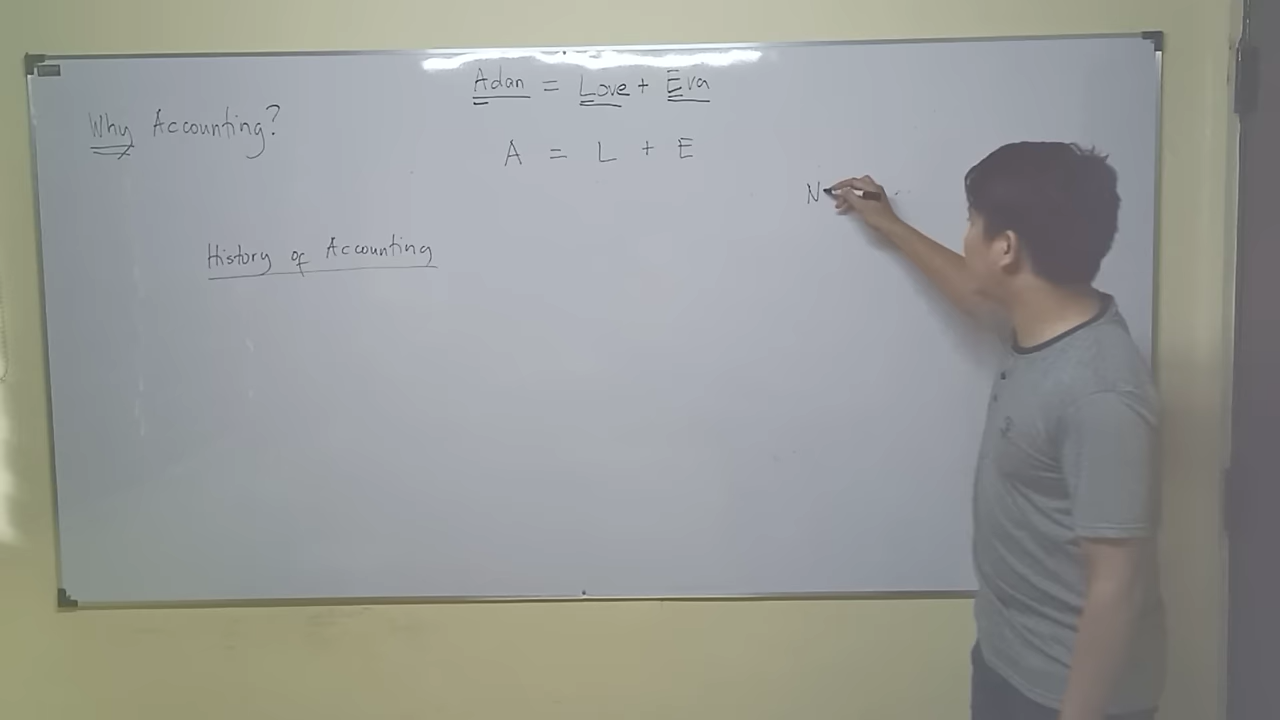 Adan = Love + Eva
Why Accounting?
A = L + E
N
History of Accounting